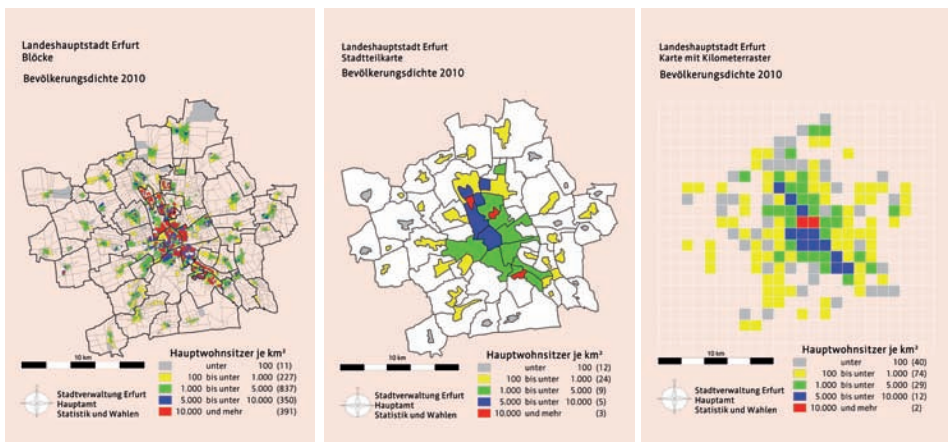 Landeshauptstadt Erfurt
Blöcke
Bevölkerungsdichte 2010
10 km
Hauptwohnsitzer je km²
unter 100 (11)
100 bis unter 1.000 (227)
1.000 bis unter 5.000 (837)
5.000 bis unter 10.000 (350)
10.000 und mehr (391)
Stadtverwaltung Erfurt
Hauptamt
Statistik und Wahlen
Landeshauptstadt Erfurt
Stadtteilkarte
Bevölkerungsdichte 2010
10 km
Hauptwohnsitzer je km²
unter 100 (12)
100 bis unter 1.000 (24)
1.000 bis unter 5.000 (9)
5.000 bis unter 10.000 (5)
10.000 und mehr (3)
Stadtverwaltung Erfurt
Hauptamt
Statistik und Wahlen
Landeshauptstadt Erfurt
Karte mit Kilometerraster
Bevölkerungsdichte 2010
10 km
Hauptwohnsitzer je km²
unter 100 (40)
100 bis unter 1.000 (74)
1.000 bis unter 5.000 (29)
5.000 bis unter 10.000 (12)
10.000 und mehr (2)
Stadtverwaltung Erfurt
Hauptamt
Statistik und Wahlen